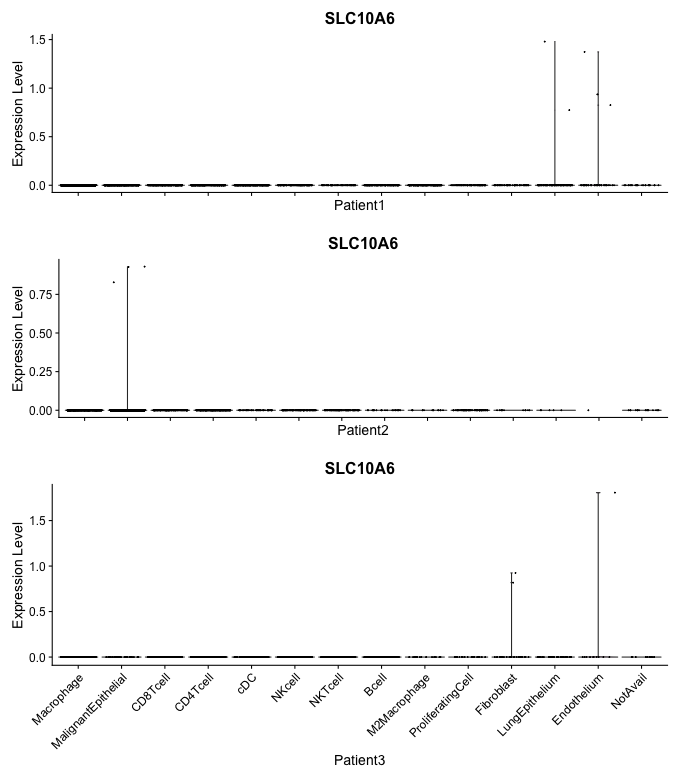 SLC10A6
Expression Level
1.5
1.0
0.5
0.0
Patient1
SLC10A6
Expression Level
0.75
0.50
0.25
0.00
Patient2
SLC10A6
Expression Level
1.5
1.0
0.5
0.0
Macrophage
MalignantEpithelial
CD8Tcell
CD4Tcell
cDC
NKcell
NKTcell
Bcell
M2Macrophage
ProliferatingCell
Fibroblast
LungEpithelium
Endothelium
NotAvail
Patient3